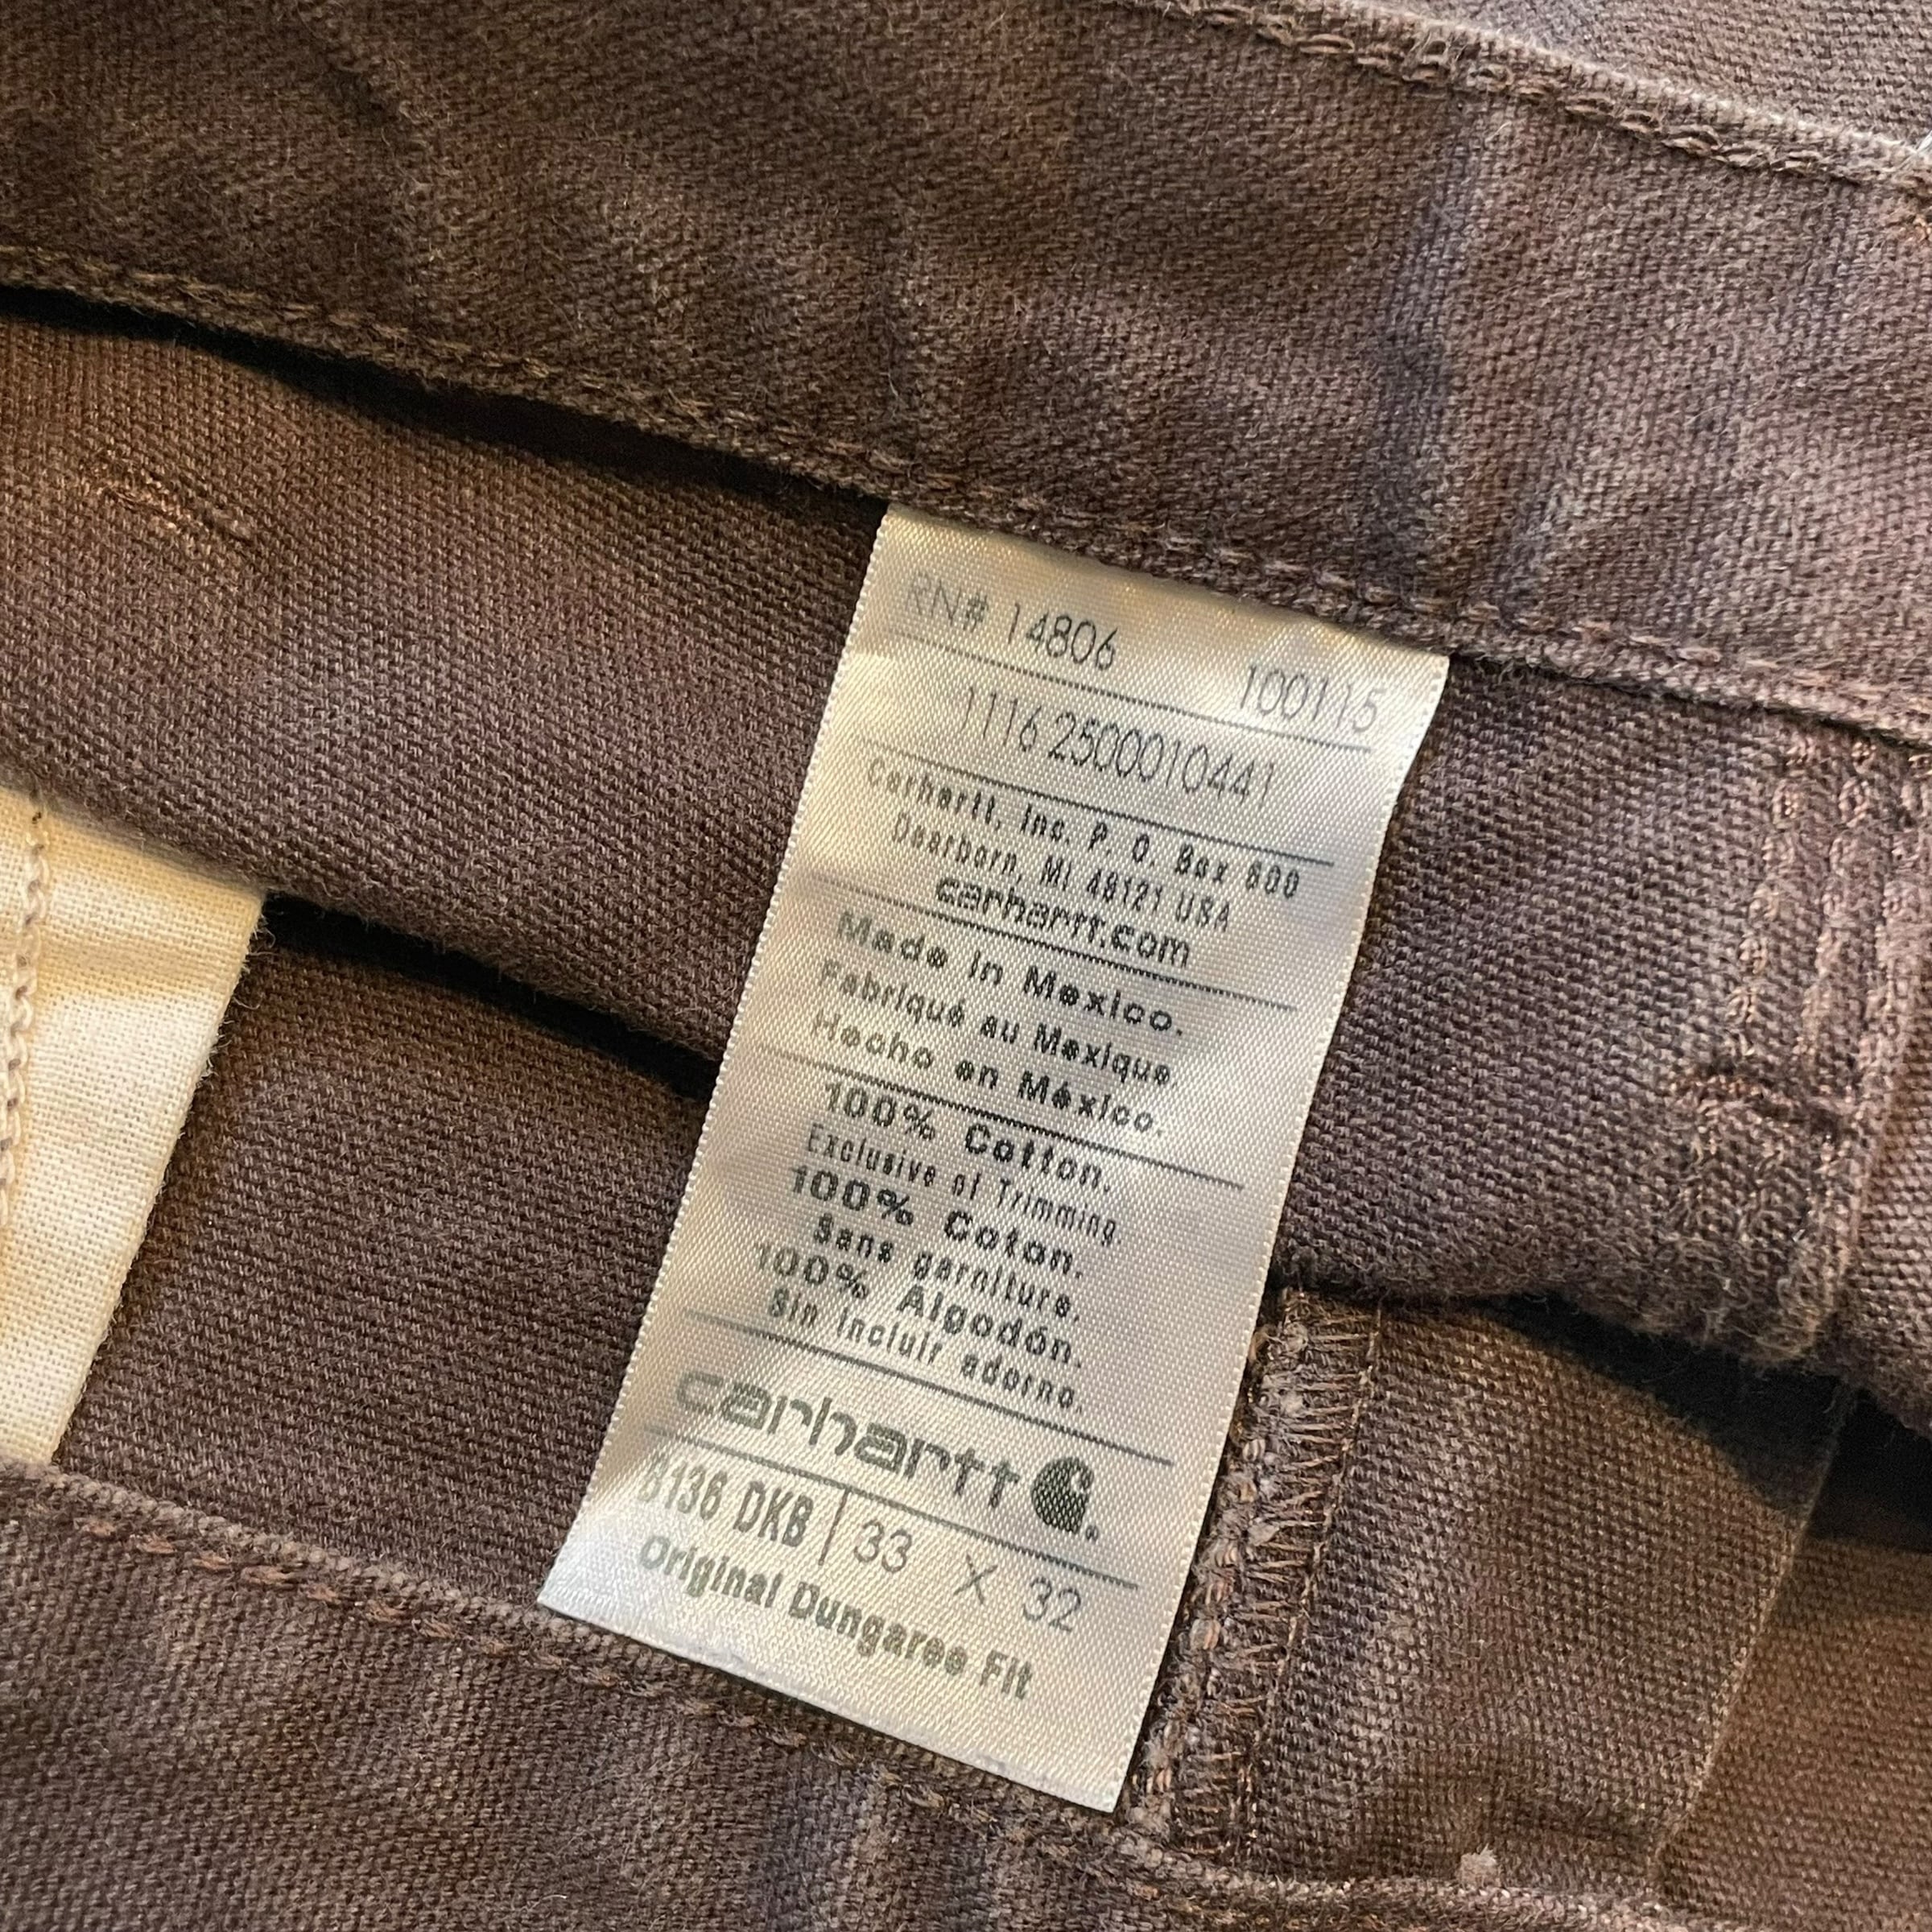 RN# 14806 100115
1116 2500010441
Carhartt, Inc. P. O. Box 600
Dearborn, MI 48121 USA
carhartt.com
Made in Mexico.
Fabriqué au Mexique.
Hecho en México.
100% Cotton.
Exclusive of Trimming
100% Coton.
Sans garniture.
100% Algodón.
Sin incluir adorno.
carhartt
B136 DKB | 33 X 32
Original Dungaree Fit